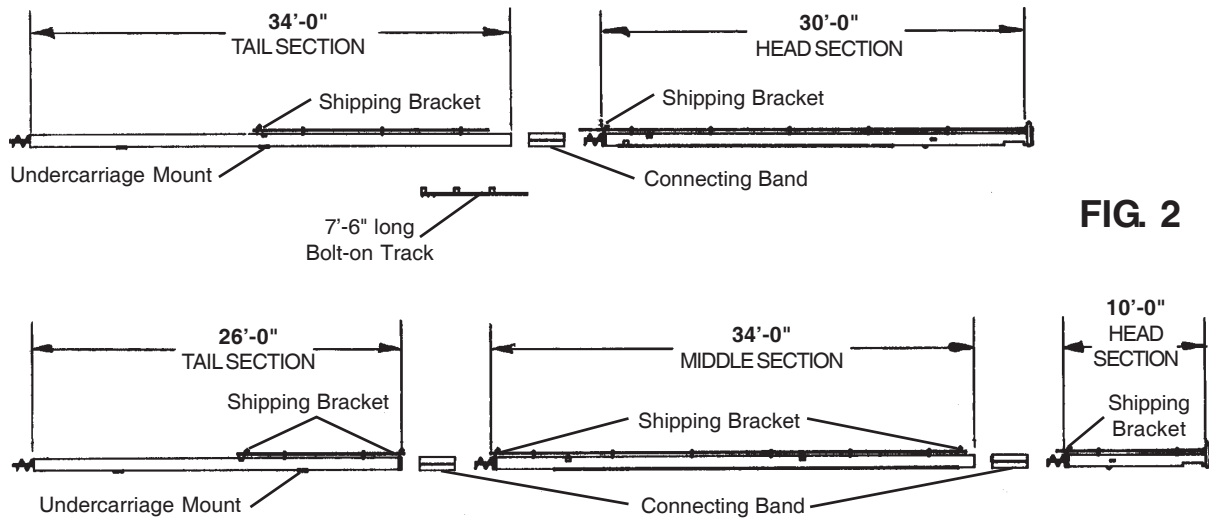 34'-0"
TAIL SECTION
30'-0"
HEAD SECTION
Shipping Bracket
Shipping Bracket
Undercarriage Mount
Connecting Band
7'-6" long
Bolt-on Track
FIG. 2
26'-0"
TAIL SECTION
34'-0"
MIDDLE SECTION
10'-0"
HEAD
SECTION
Shipping Bracket
Shipping Bracket
Shipping
Bracket
Undercarriage Mount
Connecting Band